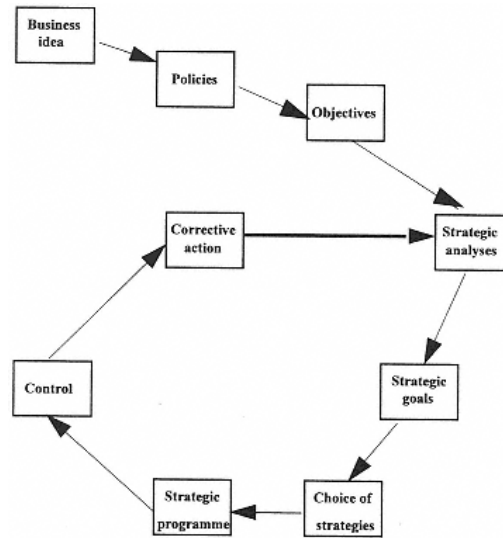 Business
idea
Policies
Objectives
Corrective
action
Strategic
analyses
Control
Strategic
goals
Strategic
programme
Choice of
strategies